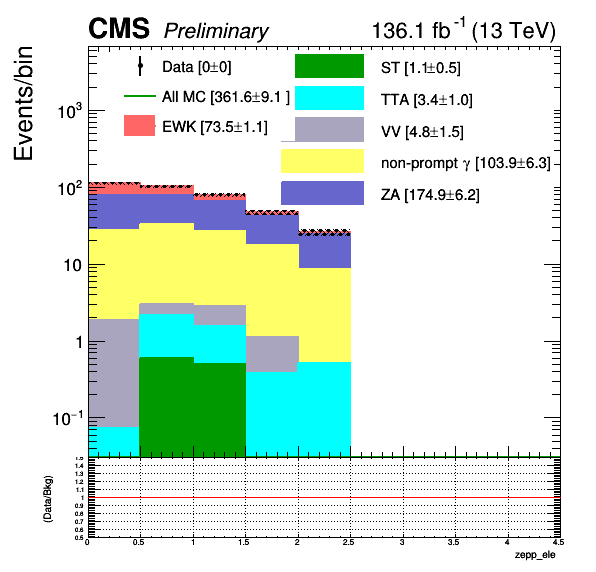 CMS Preliminary 136.1 fb⁻¹ (13 TeV)
Events/bin
Data [0±0]
All MC [361.6±9.1 ]
EWK [73.5±1.1]
ST [1.1±0.5]
TTA [3.4±1.0]
VV [4.8±1.5]
non-prompt γ [103.9±6.3]
ZA [174.9±6.2]
10³
10²
10
1
10⁻¹
(Data/Bkg)
1.5
1.4
1.3
1.2
1.1
1
0.9
0.8
0.7
0.6
0.5
0 0.5 1.0 1.5 2.0 2.5 3 3.5 4 4.5
zepp_ele